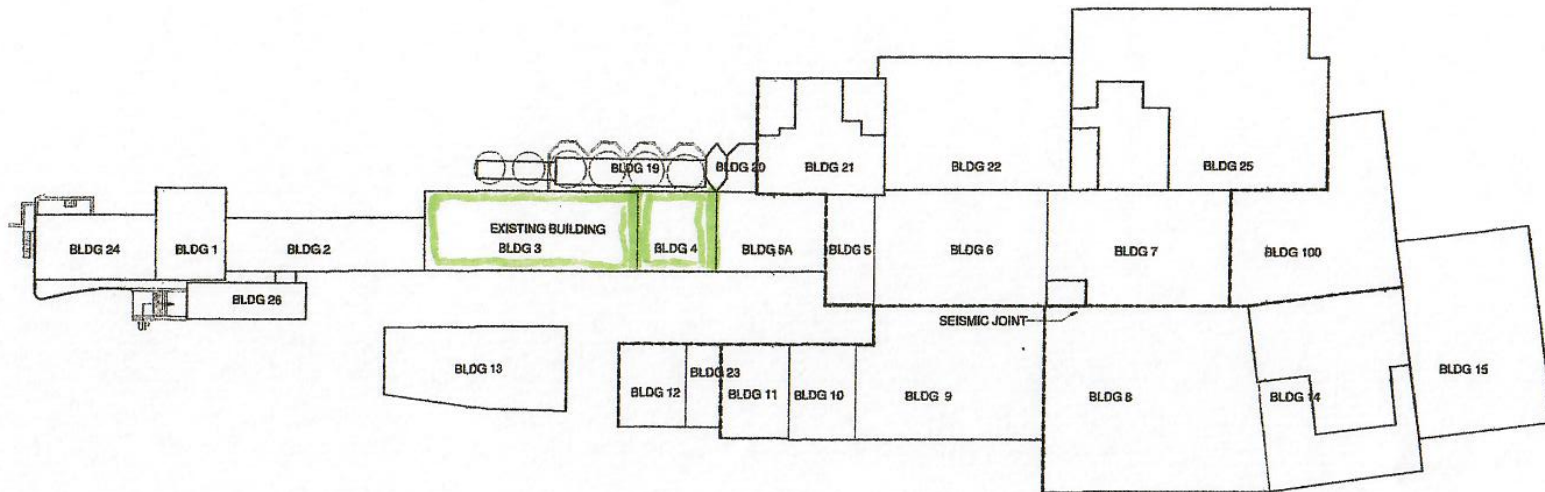 BLDG 19
BLDG 20
BLDG 21
BLDG 22
BLDG 25
BLDG 24
BLDG 1
BLDG 2
EXISTING BUILDING
BLDG 3
BLDG 4
BLDG 5A
BLDG 5
BLDG 6
BLDG 7
BLDG 100
BLDG 26
UP
SEISMIC JOINT
BLDG 13
BLDG 12
BLDG 23
BLDG 11
BLDG 10
BLDG 9
BLDG 8
BLDG 14
BLDG 15